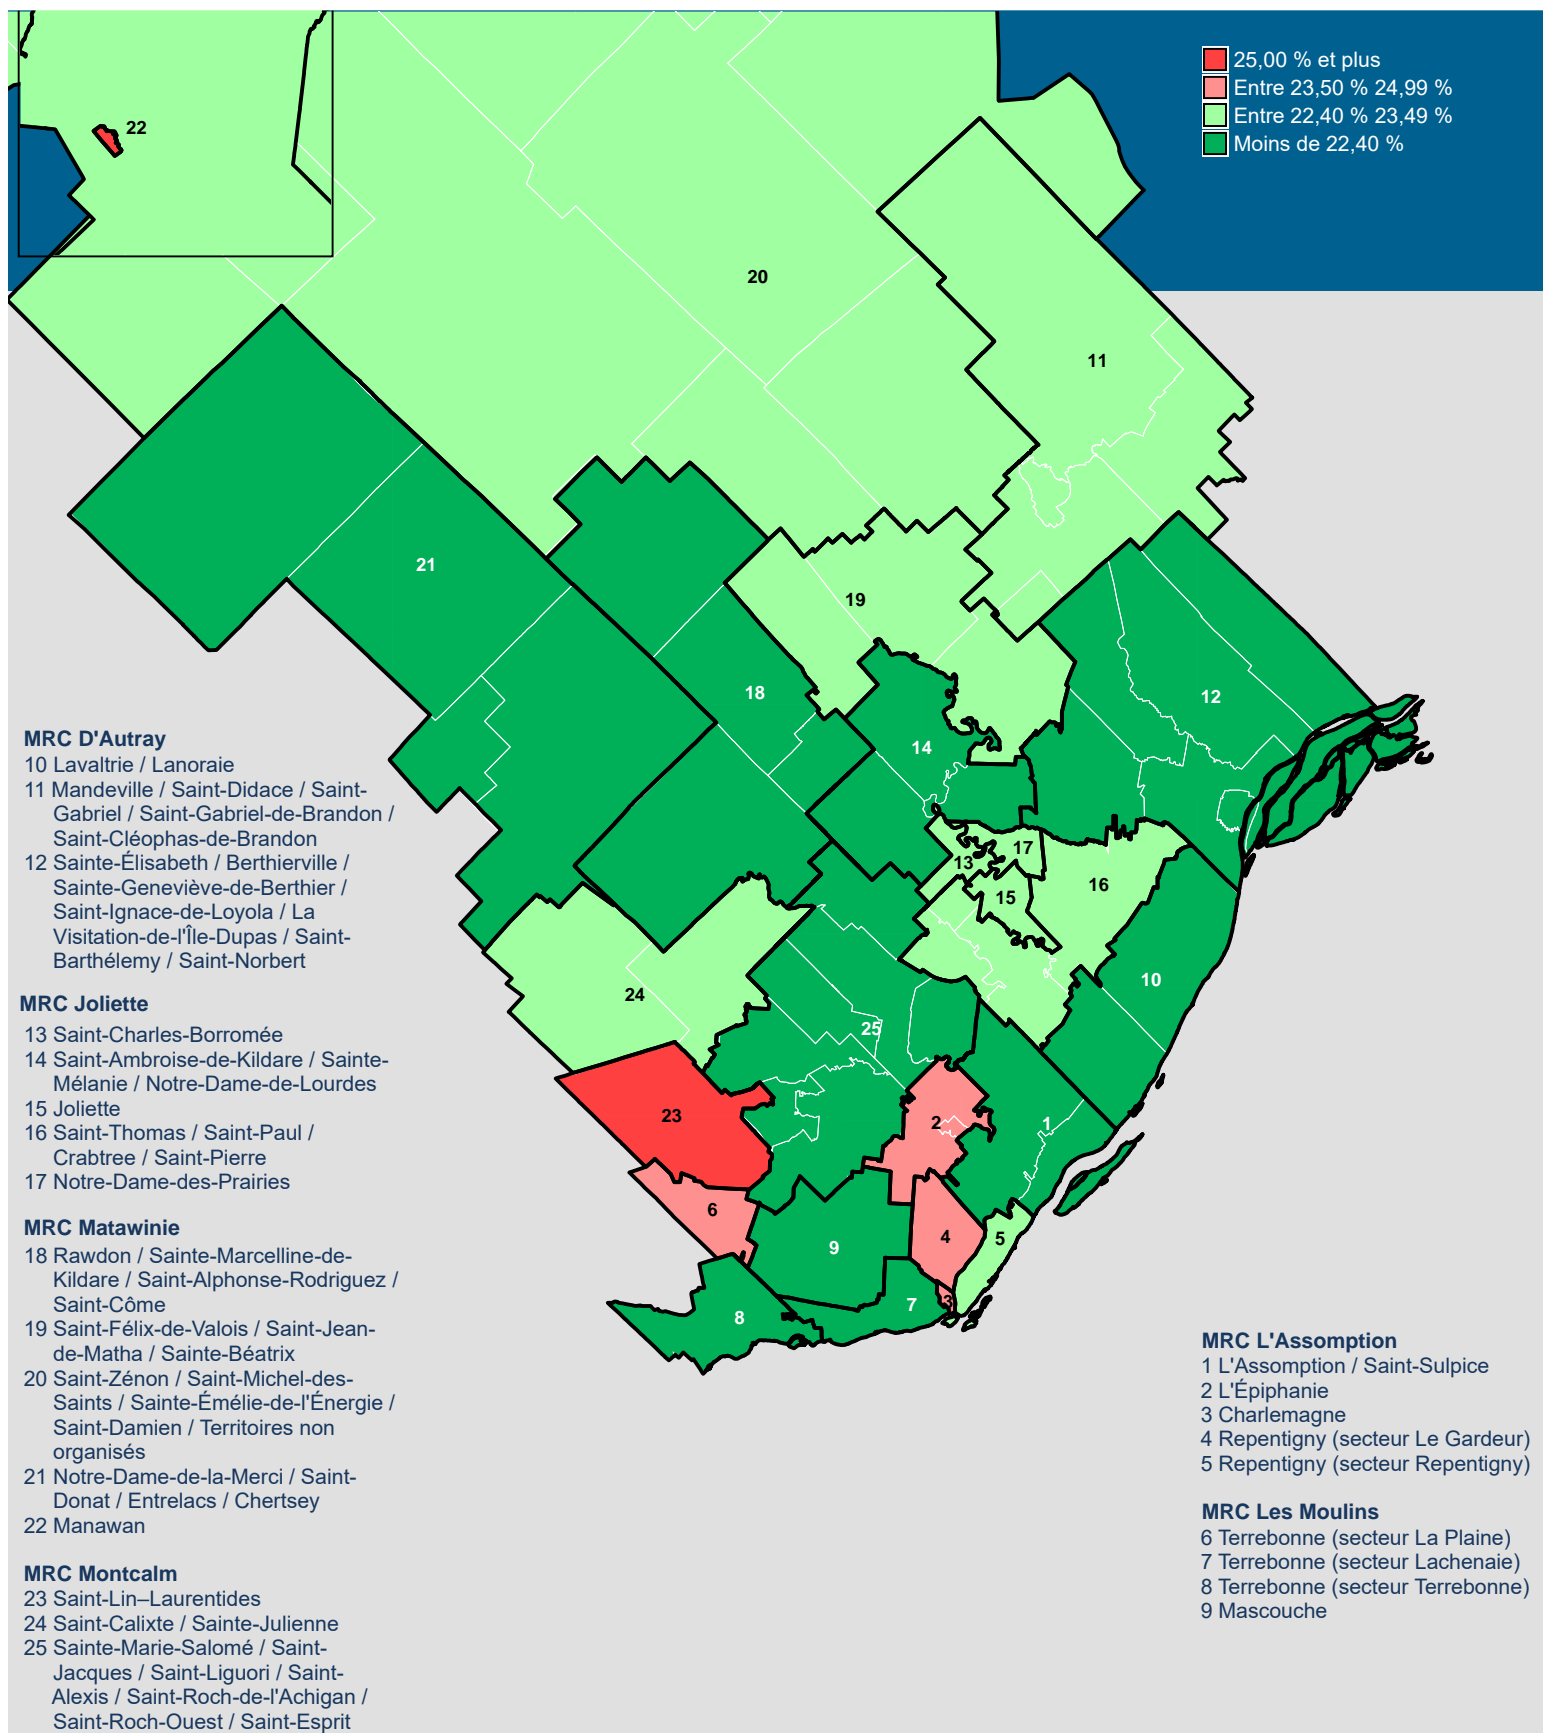 25,00 % et plus
Entre 23,50 % 24,99 %
Entre 22,40 % 23,49 %
Moins de 22,40 %
22
20
11
21
19
18
12
14
17
13
16
15
10
24
25
23
2
1
6
5
4
9
3
7
8
MRC D'Autray
10 Lavaltrie / Lanoraie
11 Mandeville / Saint-Didace / Saint-
Gabriel / Saint-Gabriel-de-Brandon /
Saint-Cléophas-de-Brandon
12 Sainte-Élisabeth / Berthierville /
Sainte-Geneviève-de-Berthier /
Saint-Ignace-de-Loyola / La
Visitation-de-l'Île-Dupas / Saint-
Barthélemy / Saint-Norbert
MRC Joliette
13 Saint-Charles-Borromée
14 Saint-Ambroise-de-Kildare / Sainte-
Mélanie / Notre-Dame-de-Lourdes
15 Joliette
16 Saint-Thomas / Saint-Paul /
Crabtree / Saint-Pierre
17 Notre-Dame-des-Prairies
MRC Matawinie
18 Rawdon / Sainte-Marcelline-de-
Kildare / Saint-Alphonse-Rodriguez /
Saint-Côme
19 Saint-Félix-de-Valois / Saint-Jean-
de-Matha / Sainte-Béatrix
20 Saint-Zénon / Saint-Michel-des-
Saints / Sainte-Émélie-de-l'Énergie /
Saint-Damien / Territoires non
organisés
21 Notre-Dame-de-la-Merci / Saint-
Donat / Entrelacs / Chertsey
22 Manawan
MRC Montcalm
23 Saint-Lin–Laurentides
24 Saint-Calixte / Sainte-Julienne
25 Sainte-Marie-Salomé / Saint-
Jacques / Saint-Liguori / Saint-
Alexis / Saint-Roch-de-l'Achigan /
Saint-Roch-Ouest / Saint-Esprit
MRC L'Assomption
1 L'Assomption / Saint-Sulpice
2 L'Épiphanie
3 Charlemagne
4 Repentigny (secteur Le Gardeur)
5 Repentigny (secteur Repentigny)
MRC Les Moulins
6 Terrebonne (secteur La Plaine)
7 Terrebonne (secteur Lachenaie)
8 Terrebonne (secteur Terrebonne)
9 Mascouche